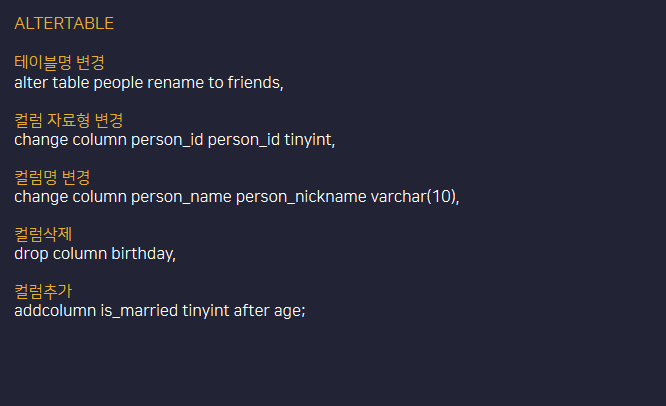 ALTERTABLE
테이블명 변경
alter table people rename to friends,
컬럼 자료형 변경
change column person_id person_id tinyint,
컬럼명 변경
change column person_name person_nickname varchar(10),
컬럼삭제
drop column birthday,
컬럼추가
addcolumn is_married tinyint after age;